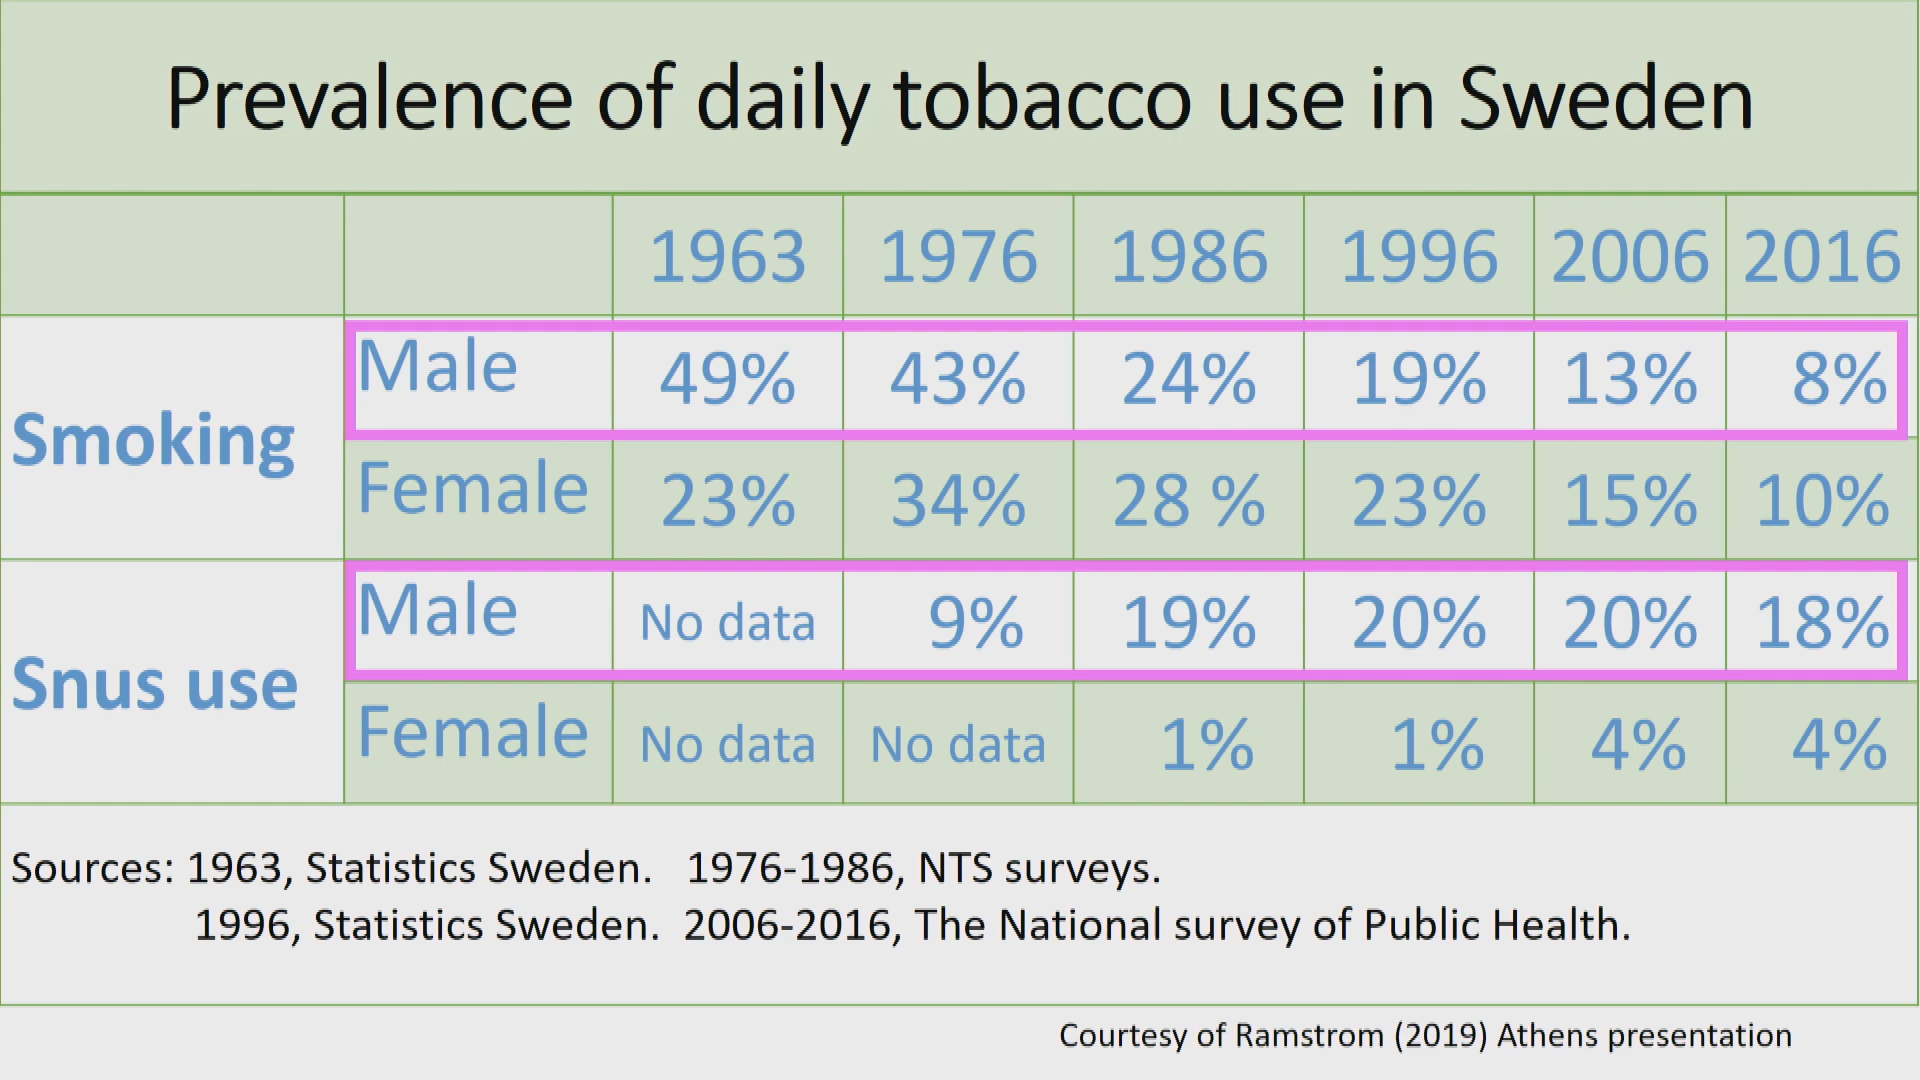 Prevalence of daily tobacco use in Sweden
1963 1976 1986 1996 2006 2016
Smoking
Male 49% 43% 24% 19% 13% 8%
Female 23% 34% 28 % 23% 15% 10%
Snus use
Male No data 9% 19% 20% 20% 18%
Female No data No data 1% 1% 4% 4%
Sources: 1963, Statistics Sweden. 1976-1986, NTS surveys.
1996, Statistics Sweden. 2006-2016, The National survey of Public Health.
Courtesy of Ramstrom (2019) Athens presentation